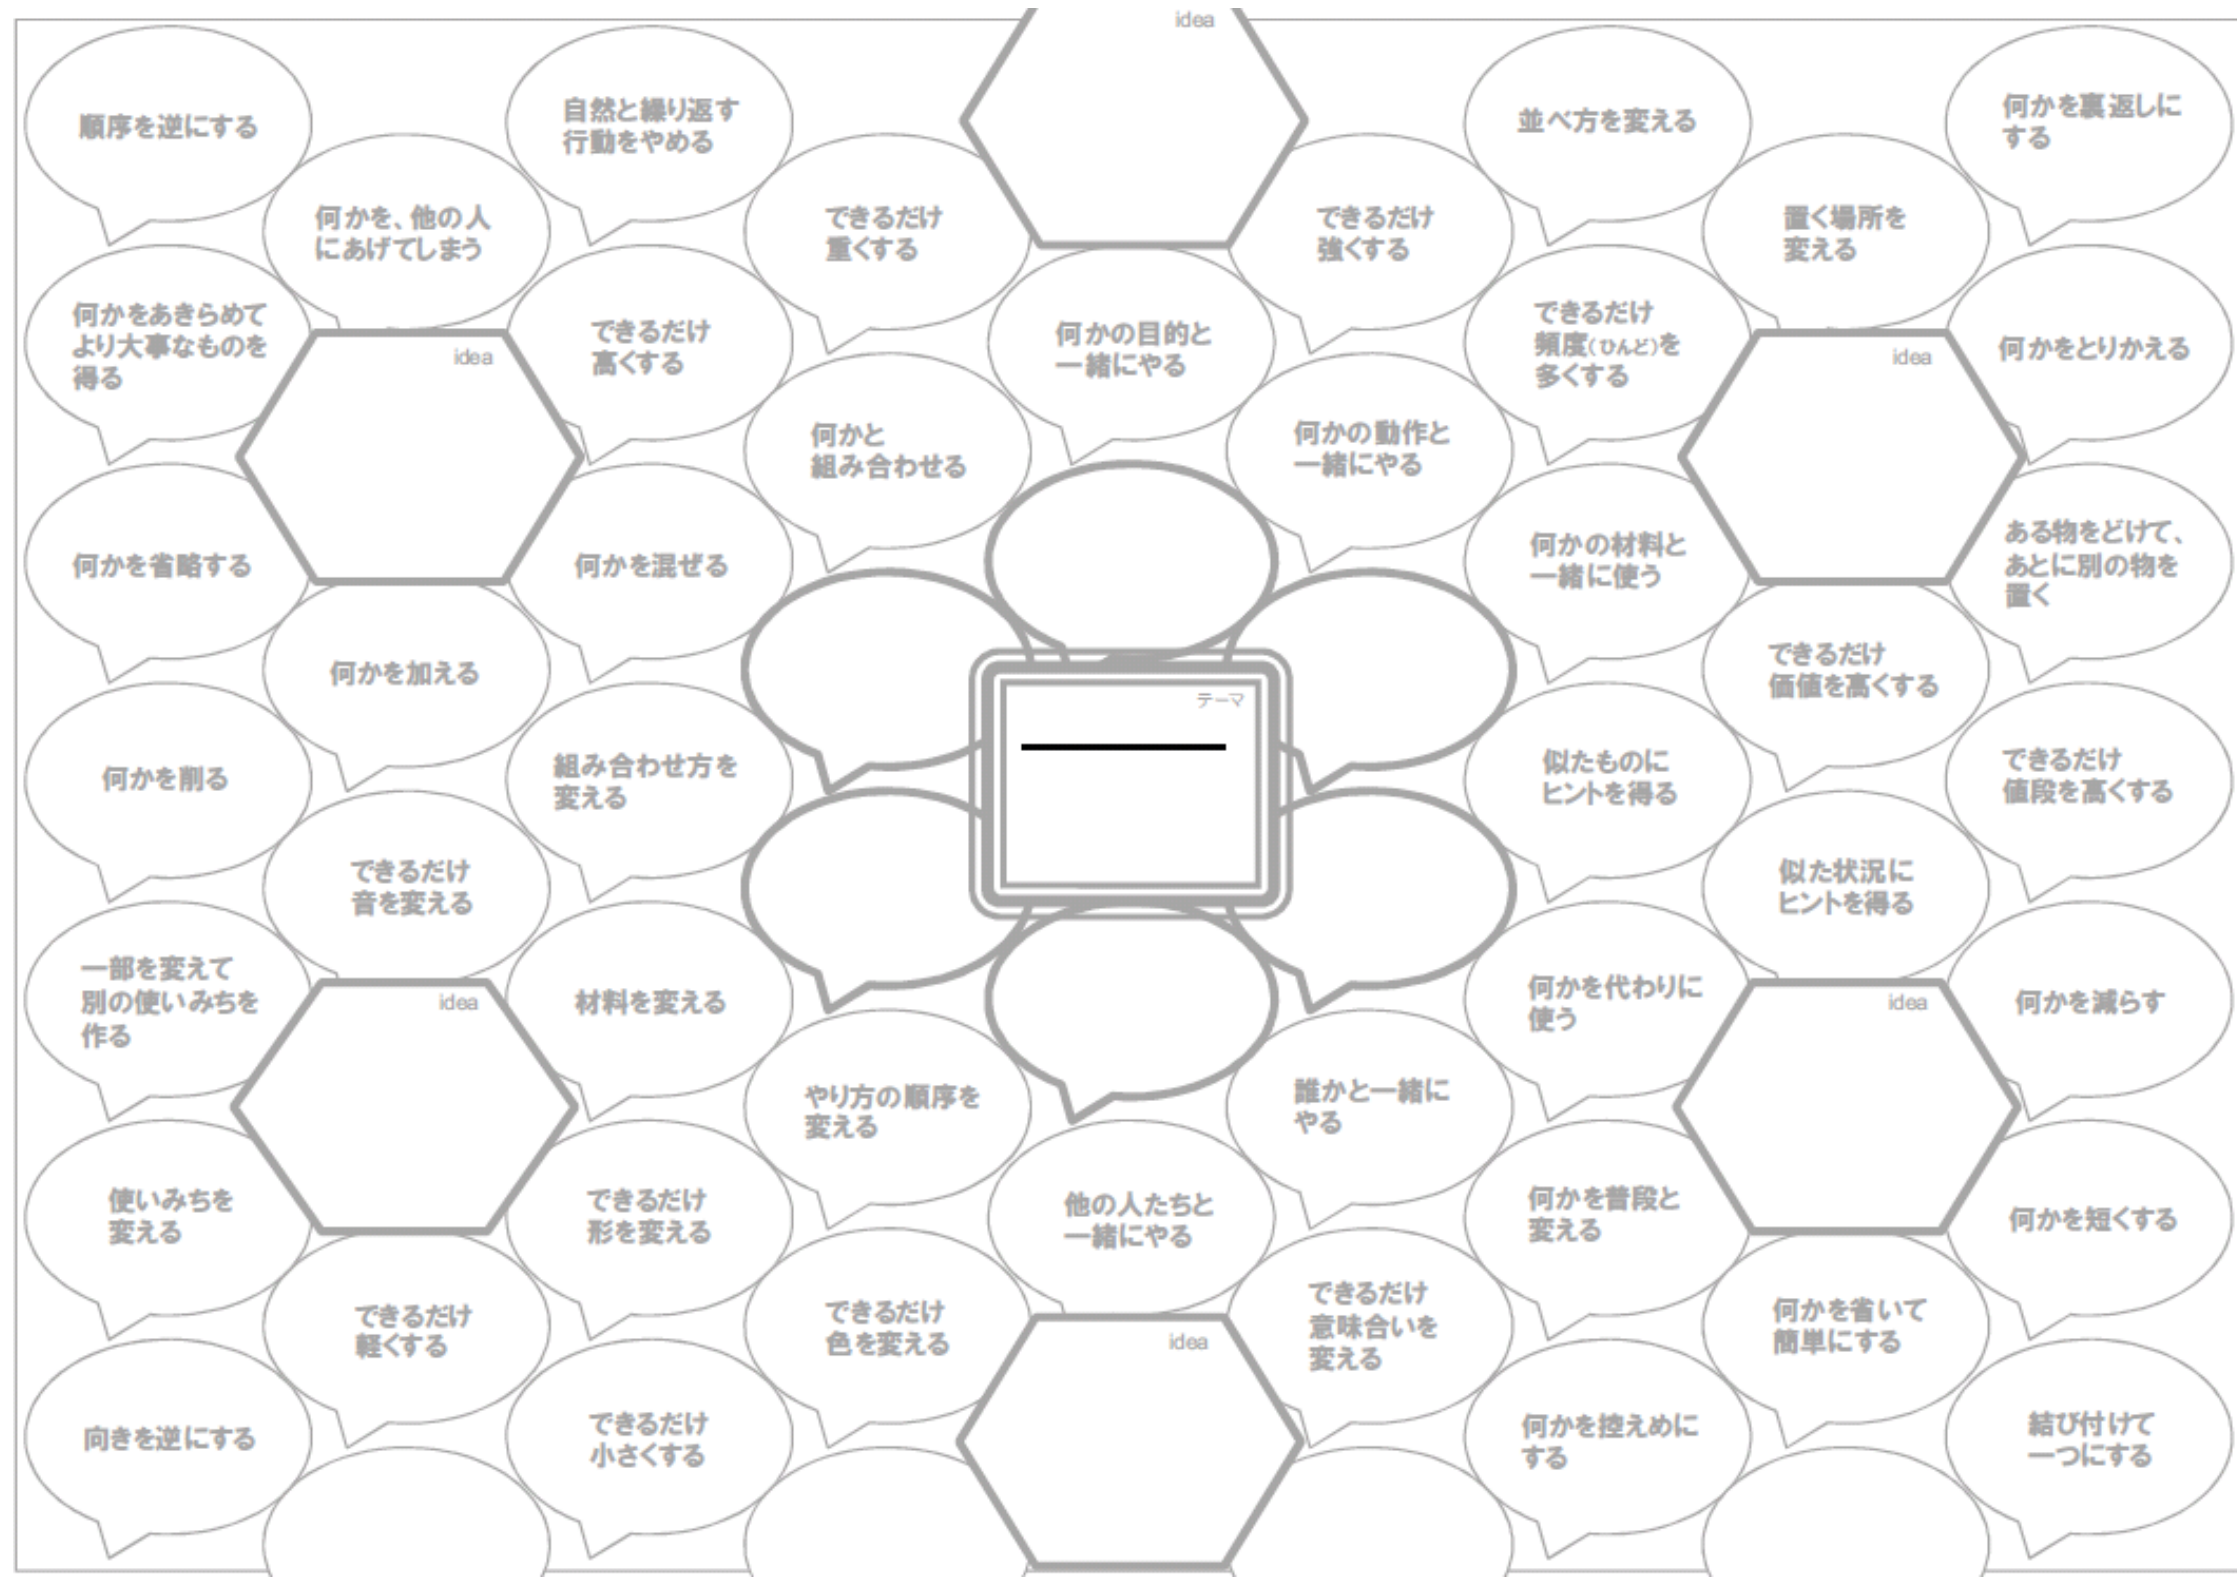 idea
順序を逆にする
自然と繰り返す
行動をやめる
並べ方を変える
何かを裏返しに
する
何かを、他の人
にあげてしまう
できるだけ
重くする
できるだけ
強くする
置く場所を
変える
何かをあきらめて
より大事なものを
得る
idea
できるだけ
高くする
何かの目的と
一緒にやる
できるだけ
頻度(ひんど)を
多くする
idea
何かをとりかえる
何かと
組み合わせる
何かの動作と
一緒にやる
何かを省略する
何かを混ぜる
何かの材料と
一緒に使う
ある物をどけて、
あとに別の物を
置く
何かを加える
できるだけ
価値を高くする
テーマ
何かを削る
組み合わせ方を
変える
似たものに
ヒントを得る
できるだけ
値段を高くする
できるだけ
音を変える
似た状況に
ヒントを得る
一部を変えて
別の使いみちを
作る
idea
材料を変える
何かを代わりに
使う
idea
何かを減らす
やり方の順序を
変える
誰かと一緒に
やる
使いみちを
変える
できるだけ
形を変える
他の人たちと
一緒にやる
何かを普段と
変える
何かを短くする
できるだけ
軽くする
できるだけ
色を変える
idea
できるだけ
意味合いを
変える
何かを省いて
簡単にする
向きを逆にする
できるだけ
小さくする
何かを控えめに
する
結び付けて
一つにする